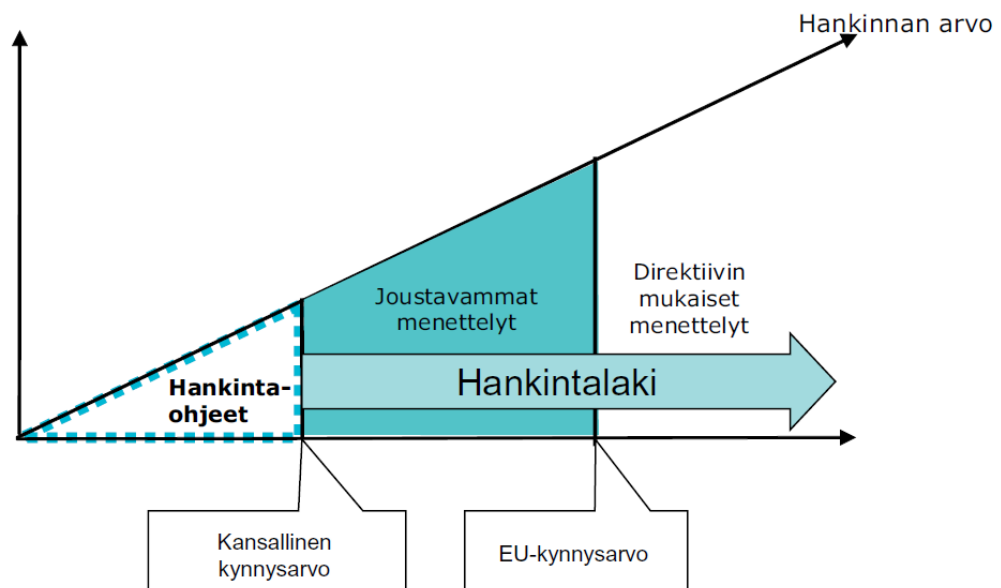 Hankinnan arvo
Joustavammat
menettelyt
Direktiivin
mukaiset
menettelyt
Hankinta-
ohjeet
Hankintalaki
Kansallinen
kynnysarvo
EU-kynnysarvo